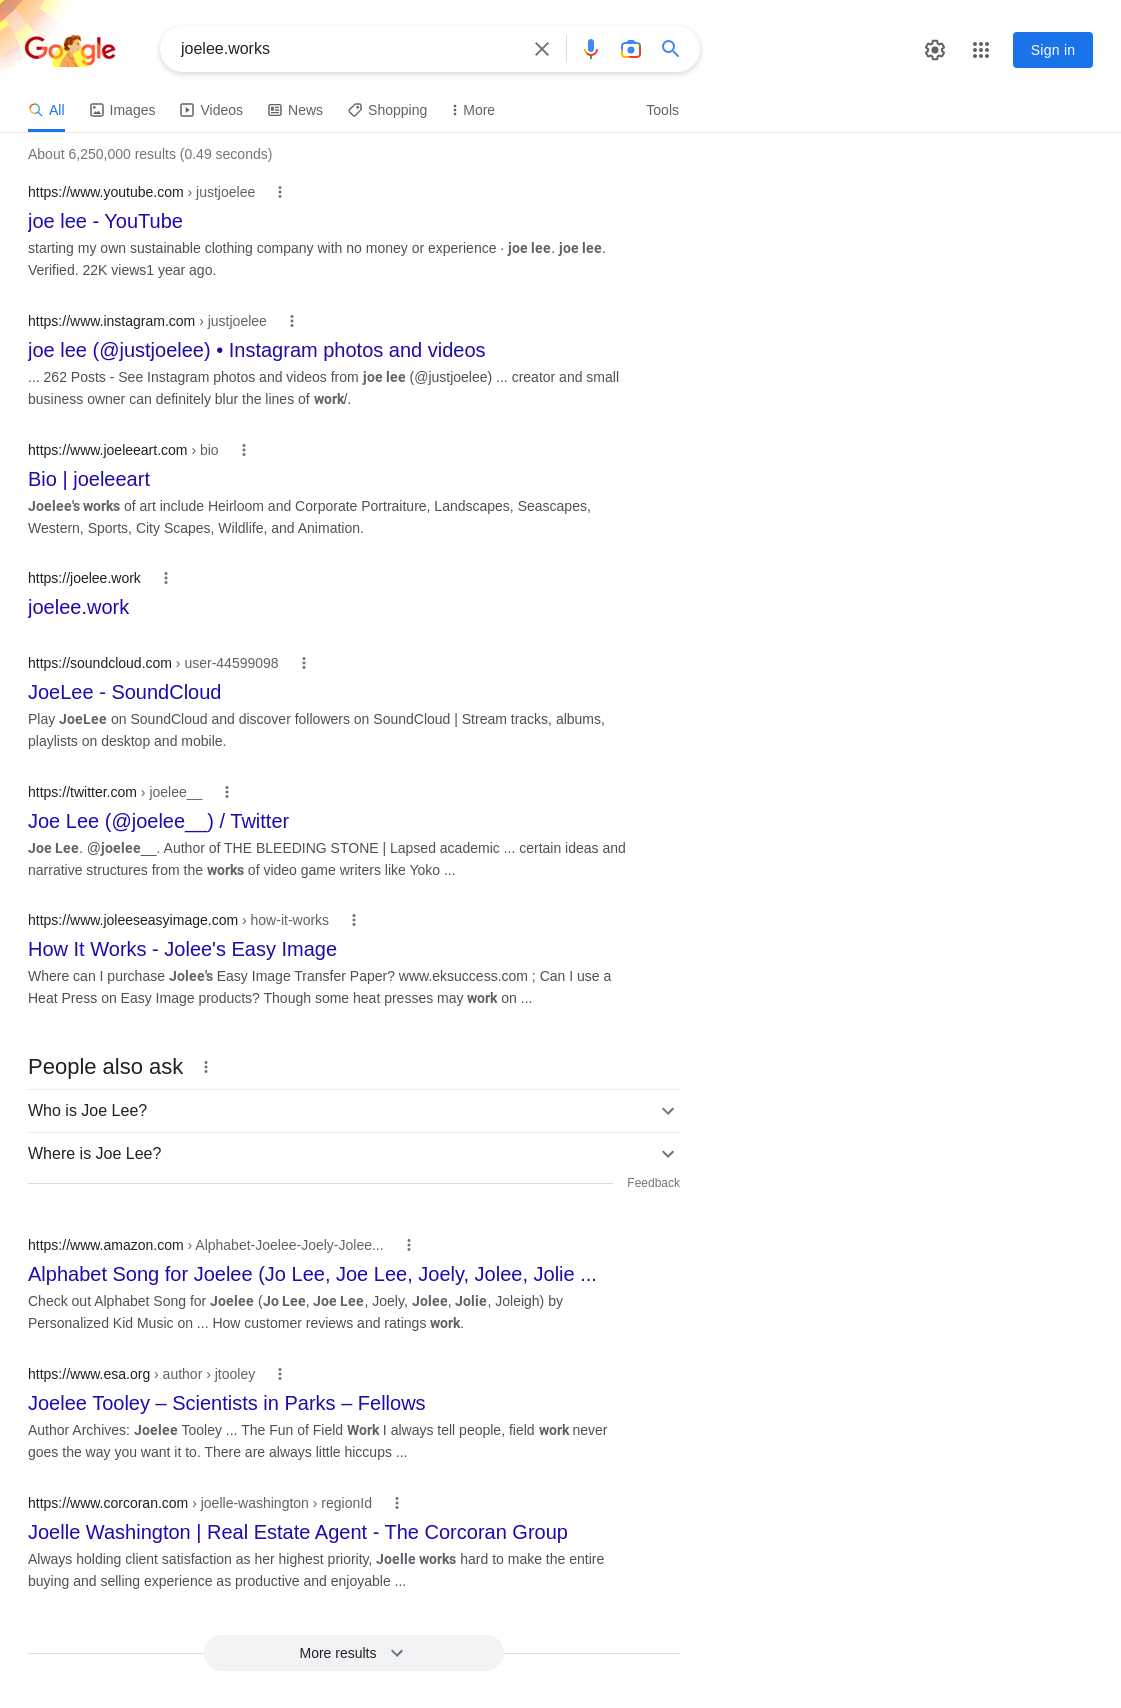 Google
joelee.works
Sign in
All
Images
Videos
News
Shopping
More
Tools
About 6,250,000 results (0.49 seconds)
https://www.youtube.com › justjoelee
joe lee - YouTube
starting my own sustainable clothing company with no money or experience · joe lee. joe lee.
Verified. 22K views1 year ago.
https://www.instagram.com › justjoelee
joe lee (@justjoelee) • Instagram photos and videos
... 262 Posts - See Instagram photos and videos from joe lee (@justjoelee) ... creator and small
business owner can definitely blur the lines of work/.
https://www.joeleeart.com › bio
Bio | joeleeart
Joelee's works of art include Heirloom and Corporate Portraiture, Landscapes, Seascapes,
Western, Sports, City Scapes, Wildlife, and Animation.
https://joelee.work
joelee.work
https://soundcloud.com › user-44599098
JoeLee - SoundCloud
Play JoeLee on SoundCloud and discover followers on SoundCloud | Stream tracks, albums,
playlists on desktop and mobile.
https://twitter.com › joelee__
Joe Lee (@joelee__) / Twitter
Joe Lee. @joelee__. Author of THE BLEEDING STONE | Lapsed academic ... certain ideas and
narrative structures from the works of video game writers like Yoko ...
https://www.joleeseasyimage.com › how-it-works
How It Works - Jolee's Easy Image
Where can I purchase Jolee's Easy Image Transfer Paper? www.eksuccess.com ; Can I use a
Heat Press on Easy Image products? Though some heat presses may work on ...
People also ask
Who is Joe Lee?
Where is Joe Lee?
Feedback
https://www.amazon.com › Alphabet-Joelee-Joely-Jolee...
Alphabet Song for Joelee (Jo Lee, Joe Lee, Joely, Jolee, Jolie ...
Check out Alphabet Song for Joelee (Jo Lee, Joe Lee, Joely, Jolee, Jolie, Joleigh) by
Personalized Kid Music on ... How customer reviews and ratings work.
https://www.esa.org › author › jtooley
Joelee Tooley – Scientists in Parks – Fellows
Author Archives: Joelee Tooley ... The Fun of Field Work I always tell people, field work never
goes the way you want it to. There are always little hiccups ...
https://www.corcoran.com › joelle-washington › regionId
Joelle Washington | Real Estate Agent - The Corcoran Group
Always holding client satisfaction as her highest priority, Joelle works hard to make the entire
buying and selling experience as productive and enjoyable ...
More results